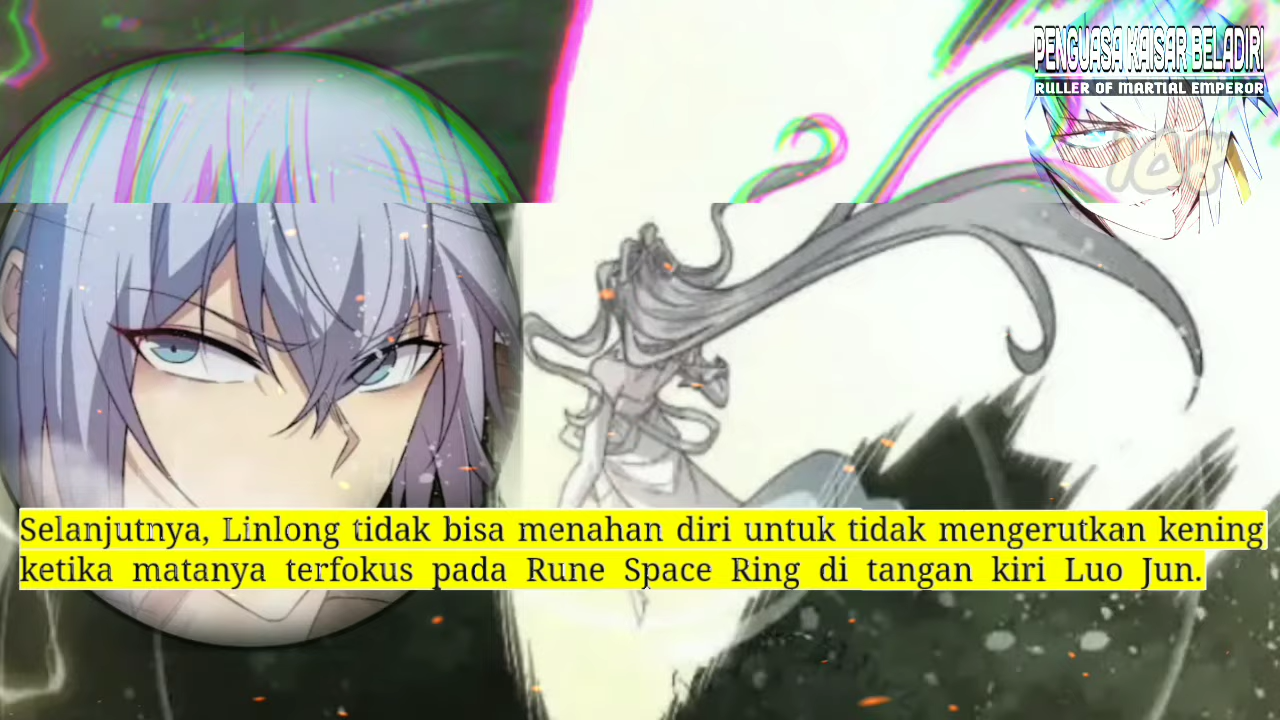 PENGUASA KAISAR BELADIRI
RULLER OF MARTIAL EMPEROR
Selanjutnya, Linlong tidak bisa menahan diri untuk tidak mengerutkan kening
ketika matanya terfokus pada Rune Space Ring di tangan kiri Luo Jun.